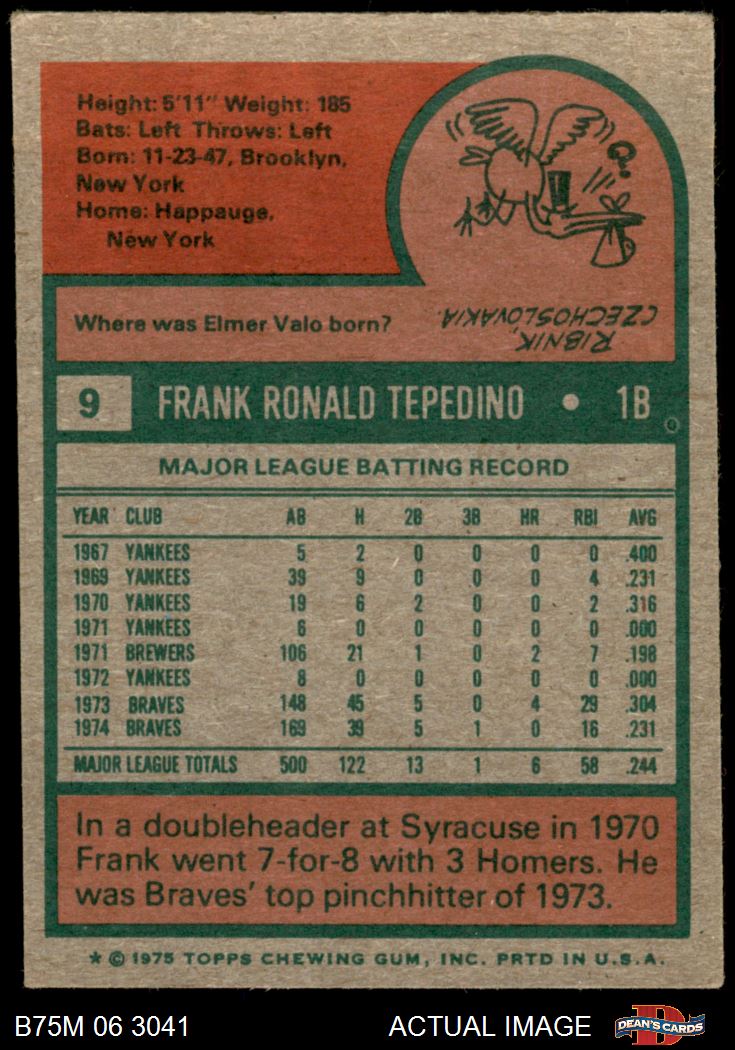 Height: 5'11" Weight: 185
Bats: Left Throws: Left
Born: 11-23-47, Brooklyn,
New York
Home: Happauge,
New York
Q.
Where was Elmer Valo born?
RIBNIK,
CZECHOSLOVAKIA.
9 FRANK RONALD TEPEDINO • 1B
MAJOR LEAGUE BATTING RECORD
YEAR CLUB AB H 2B 3B HR RBI AVG
1967 YANKEES 5 2 0 0 0 0 .400
1969 YANKEES 39 9 0 0 0 4 .231
1970 YANKEES 19 6 2 0 0 2 .316
1971 YANKEES 6 0 0 0 0 0 .000
1971 BREWERS 106 21 1 0 2 7 .198
1972 YANKEES 8 0 0 0 0 0 .000
1973 BRAVES 148 45 5 0 4 29 .304
1974 BRAVES 169 39 5 1 0 16 .231
MAJOR LEAGUE TOTALS 500 122 13 1 6 58 .244
In a doubleheader at Syracuse in 1970
Frank went 7-for-8 with 3 Homers. He
was Braves' top pinchhitter of 1973.
* © 1975 TOPPS CHEWING GUM, INC. PRTD IN U.S.A.
B75M 06 3041 ACTUAL IMAGE DEAN'S CARDS